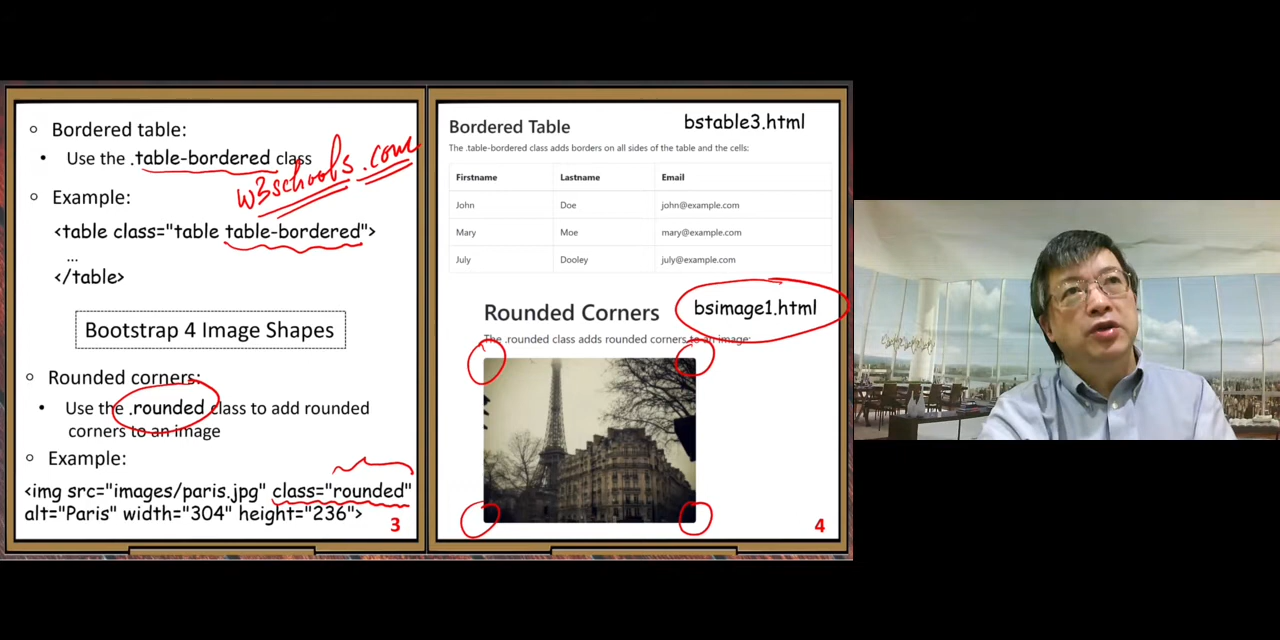 Bordered table:
Use the .table-bordered class
w3schools.com
Example:
<table class="table table-bordered">
...
</table>
Bootstrap 4 Image Shapes
Rounded corners:
Use the .rounded class to add rounded
corners to an image
Example:
<img src="images/paris.jpg" class="rounded"
alt="Paris" width="304" height="236">
3
bstable3.html
Bordered Table
The .table-bordered class adds borders on all sides of the table and the cells:
Firstname Lastname Email
John Doe john@example.com
Mary Moe mary@example.com
July Dooley july@example.com
bsimage1.html
Rounded Corners
The .rounded class adds rounded corners to an image:
4